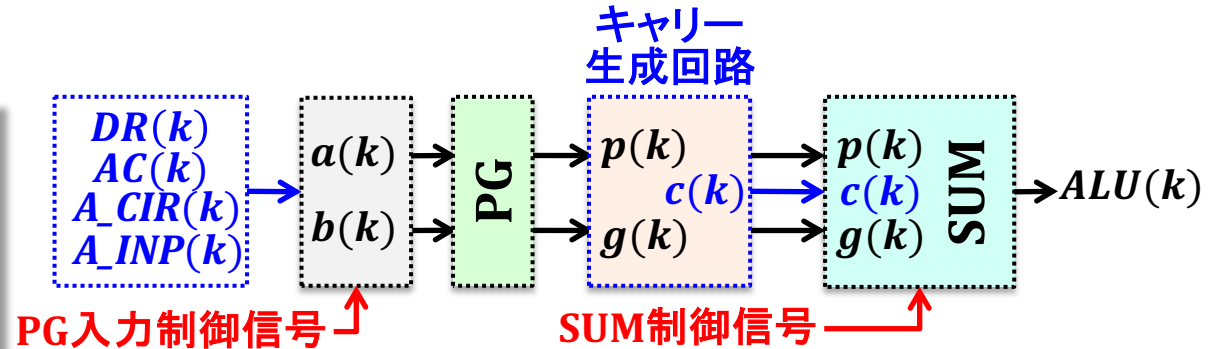 キャリー
生成回路
DR(k)
AC(k)
A_CIR(k)
A_INP(k)
a(k)
b(k)
PG
p(k)
c(k)
g(k)
p(k)
c(k)
g(k)
SUM
ALU(k)
PG入力制御信号
SUM制御信号